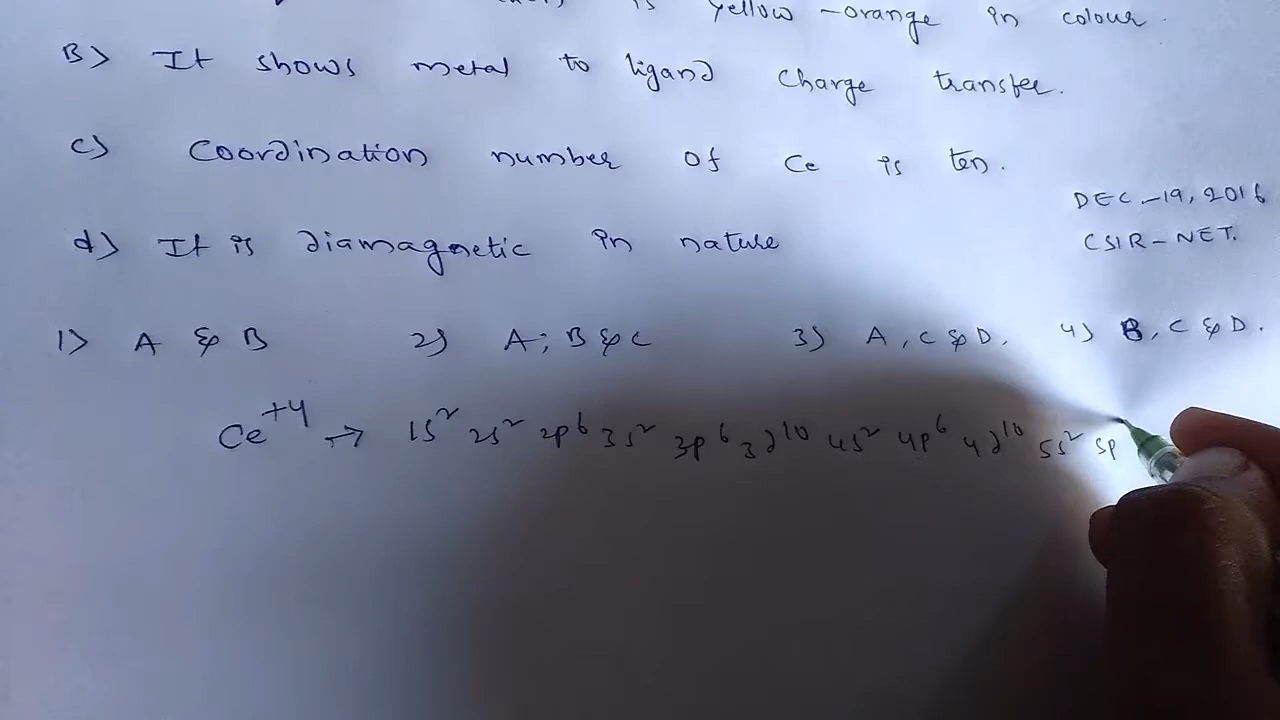 is yellow-orange in colour.
B) It shows metal to ligand charge transfer.
c) Coordination number of Ce is ten.
DEC-19, 2016
d) It is diamagnetic in nature
CSIR-NET.
1) A & B 2) A; B & C 3) A, C & D. 4) B, C & D.
Ce+4 → 1s² 2s² 2p⁶ 3s² 3p⁶ 3d¹⁰ 4s² 4p⁶ 4d¹⁰ 5s² 5p